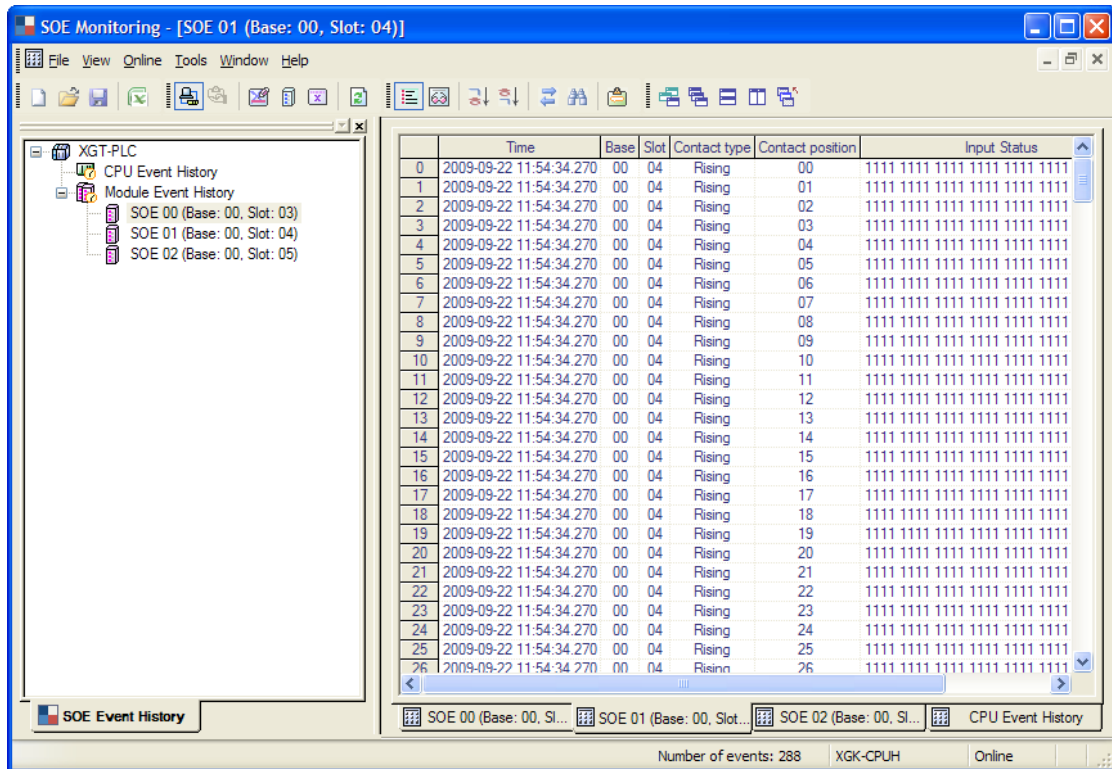 SOE Monitoring - [SOE 01 (Base: 00, Slot: 04)]
File View Online Tools Window Help
XGT-PLC
CPU Event History
Module Event History
SOE 00 (Base: 00, Slot: 03)
SOE 01 (Base: 00, Slot: 04)
SOE 02 (Base: 00, Slot: 05)
SOE Event History
Time Base Slot Contact type Contact position Input Status
0 2009-09-22 11:54:34.270 00 04 Rising 00 1111 1111 1111 1111 1111 1111
1 2009-09-22 11:54:34.270 00 04 Rising 01 1111 1111 1111 1111 1111 1111
2 2009-09-22 11:54:34.270 00 04 Rising 02 1111 1111 1111 1111 1111 1111
3 2009-09-22 11:54:34.270 00 04 Rising 03 1111 1111 1111 1111 1111 1111
4 2009-09-22 11:54:34.270 00 04 Rising 04 1111 1111 1111 1111 1111 1111
5 2009-09-22 11:54:34.270 00 04 Rising 05 1111 1111 1111 1111 1111 1111
6 2009-09-22 11:54:34.270 00 04 Rising 06 1111 1111 1111 1111 1111 1111
7 2009-09-22 11:54:34.270 00 04 Rising 07 1111 1111 1111 1111 1111 1111
8 2009-09-22 11:54:34.270 00 04 Rising 08 1111 1111 1111 1111 1111 1111
9 2009-09-22 11:54:34.270 00 04 Rising 09 1111 1111 1111 1111 1111 1111
10 2009-09-22 11:54:34.270 00 04 Rising 10 1111 1111 1111 1111 1111 1111
11 2009-09-22 11:54:34.270 00 04 Rising 11 1111 1111 1111 1111 1111 1111
12 2009-09-22 11:54:34.270 00 04 Rising 12 1111 1111 1111 1111 1111 1111
13 2009-09-22 11:54:34.270 00 04 Rising 13 1111 1111 1111 1111 1111 1111
14 2009-09-22 11:54:34.270 00 04 Rising 14 1111 1111 1111 1111 1111 1111
15 2009-09-22 11:54:34.270 00 04 Rising 15 1111 1111 1111 1111 1111 1111
16 2009-09-22 11:54:34.270 00 04 Rising 16 1111 1111 1111 1111 1111 1111
17 2009-09-22 11:54:34.270 00 04 Rising 17 1111 1111 1111 1111 1111 1111
18 2009-09-22 11:54:34.270 00 04 Rising 18 1111 1111 1111 1111 1111 1111
19 2009-09-22 11:54:34.270 00 04 Rising 19 1111 1111 1111 1111 1111 1111
20 2009-09-22 11:54:34.270 00 04 Rising 20 1111 1111 1111 1111 1111 1111
21 2009-09-22 11:54:34.270 00 04 Rising 21 1111 1111 1111 1111 1111 1111
22 2009-09-22 11:54:34.270 00 04 Rising 22 1111 1111 1111 1111 1111 1111
23 2009-09-22 11:54:34.270 00 04 Rising 23 1111 1111 1111 1111 1111 1111
24 2009-09-22 11:54:34.270 00 04 Rising 24 1111 1111 1111 1111 1111 1111
25 2009-09-22 11:54:34.270 00 04 Rising 25 1111 1111 1111 1111 1111 1111
26 2009-09-22 11:54:34.270 00 04 Rising 26 1111 1111 1111 1111 1111 1111
SOE 00 (Base: 00, Sl... SOE 01 (Base: 00, Slot... SOE 02 (Base: 00, Sl... CPU Event History
Number of events: 288 XGK-CPUH Online